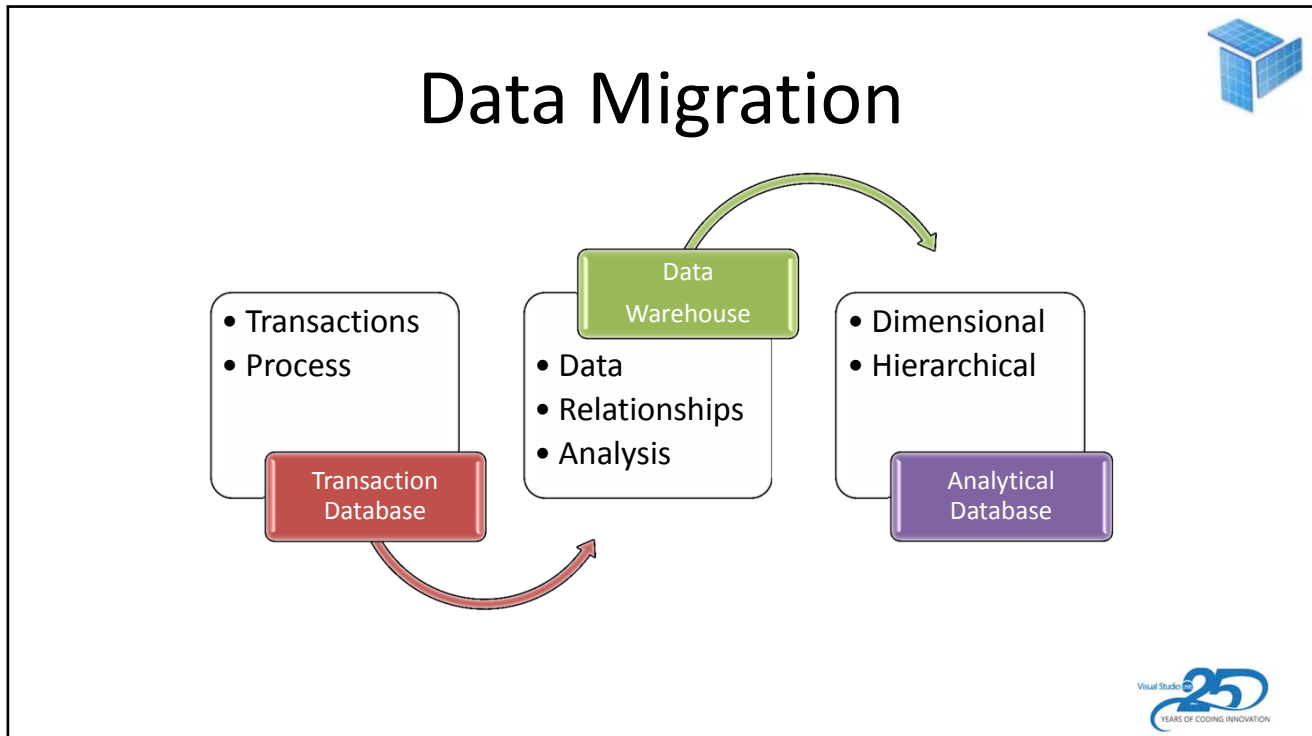 Data Migration
• Transactions
• Process
Transaction
Database
Data
Warehouse
• Data
• Relationships
• Analysis
• Dimensional
• Hierarchical
Analytical
Database
Visual Studio LIVE! 25
YEARS OF CODING INNOVATION